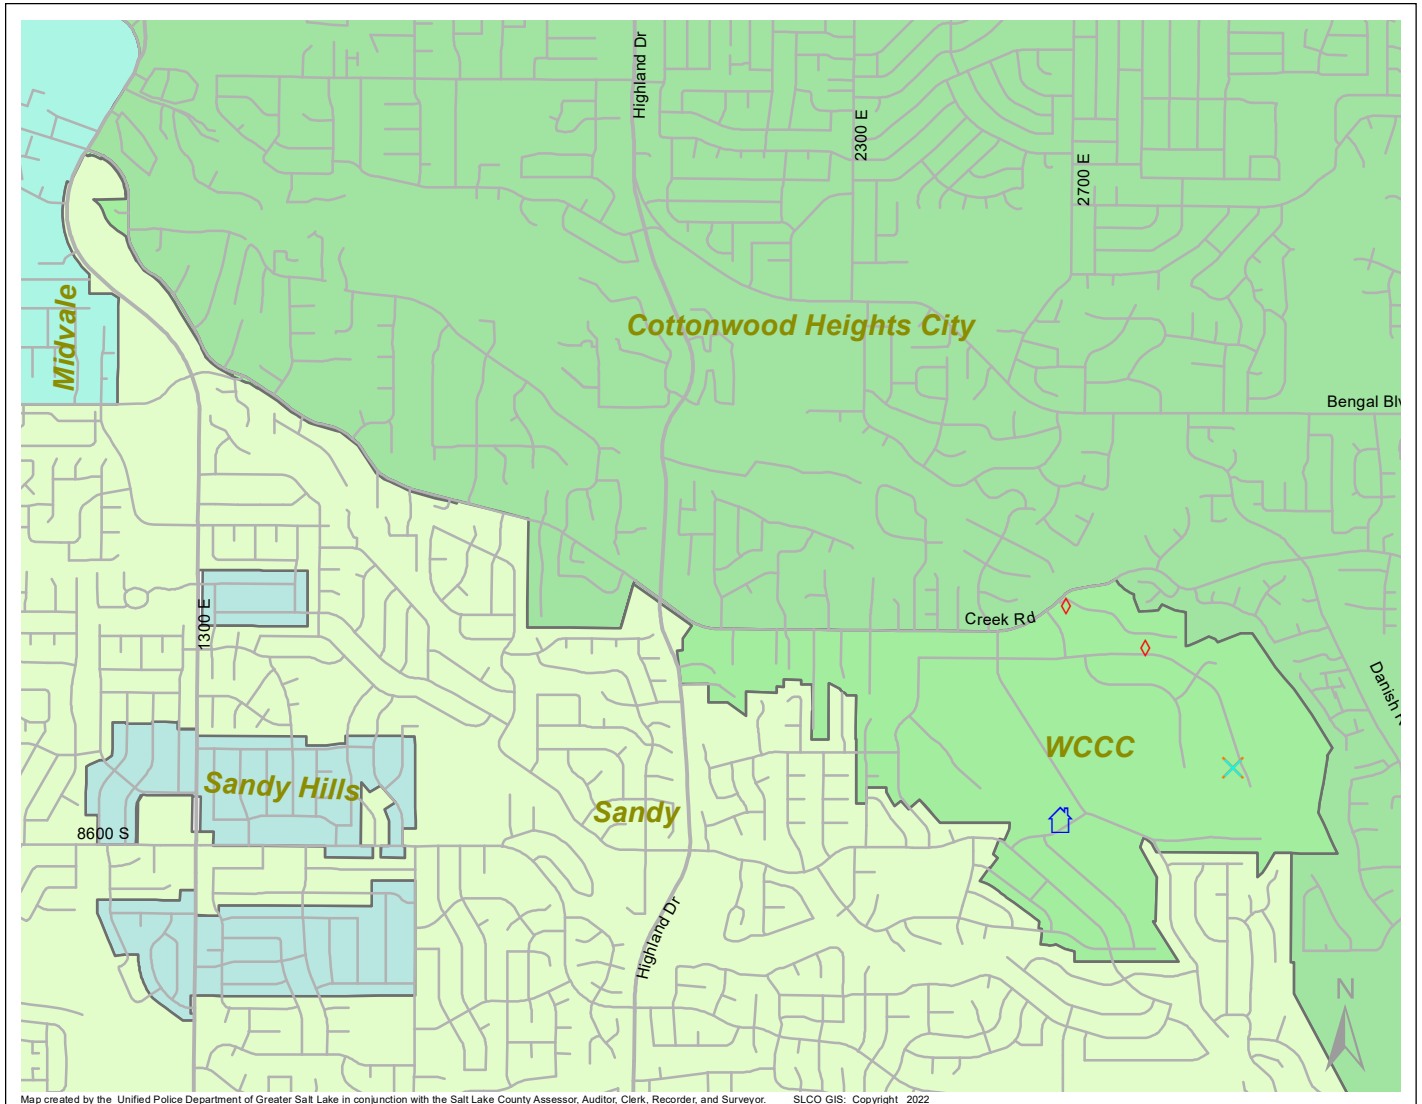 Highland Dr
2300 E
2700 E
Midvale
Cottonwood Heights City
Bengal Blv
1300 E
Creek Rd
Danish R
WCCC
Sandy Hills
Sandy
8600 S
Highland Dr
N
Map created by the Unified Police Department of Greater Salt Lake in conjunction with the Salt Lake County Assessor, Auditor, Clerk, Recorder, and Surveyor. SLCO GIS: Copyright 2022